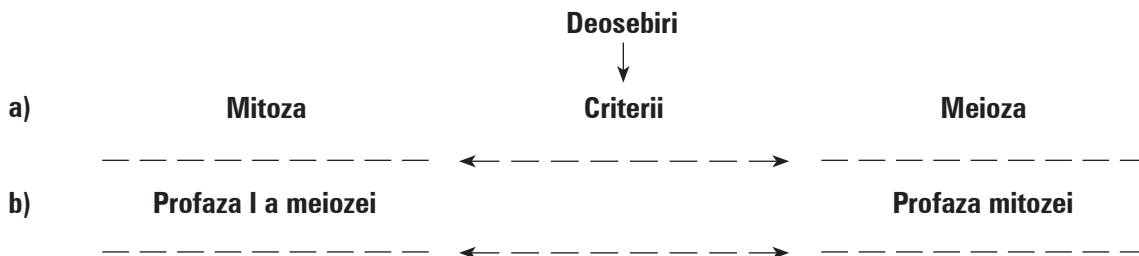 Deosebiri
a) Mitoza Criterii Meioza
b) Profaza I a meiozei Profaza mitozei